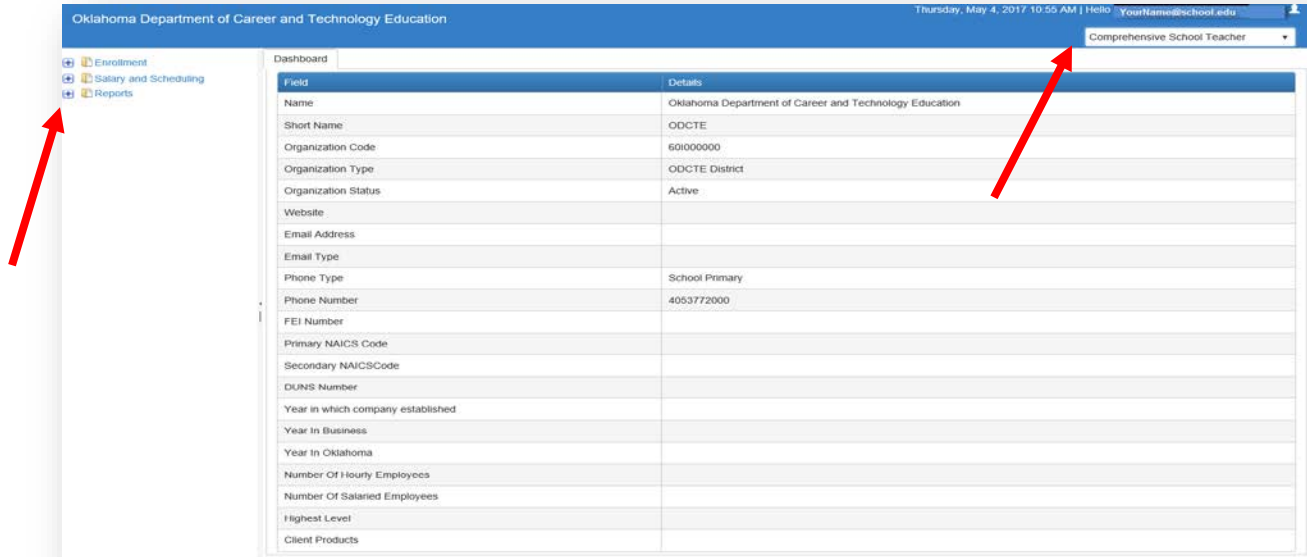 Oklahoma Department of Career and Technology Education
Thursday, May 4, 2017 10:55 AM | Hello YourName@school.edu
Comprehensive School Teacher
Enrollment
Salary and Scheduling
Reports
Dashboard
Field Details
Name Oklahoma Department of Career and Technology Education
Short Name ODCTE
Organization Code 60I000000
Organization Type ODCTE District
Organization Status Active
Website
Email Address
Email Type
Phone Type School Primary
Phone Number 4053772000
FEI Number
Primary NAICS Code
Secondary NAICSCode
DUNS Number
Year in which company established
Year In Business
Year In Oklahoma
Number Of Hourly Employees
Number Of Salaried Employees
Highest Level
Client Products